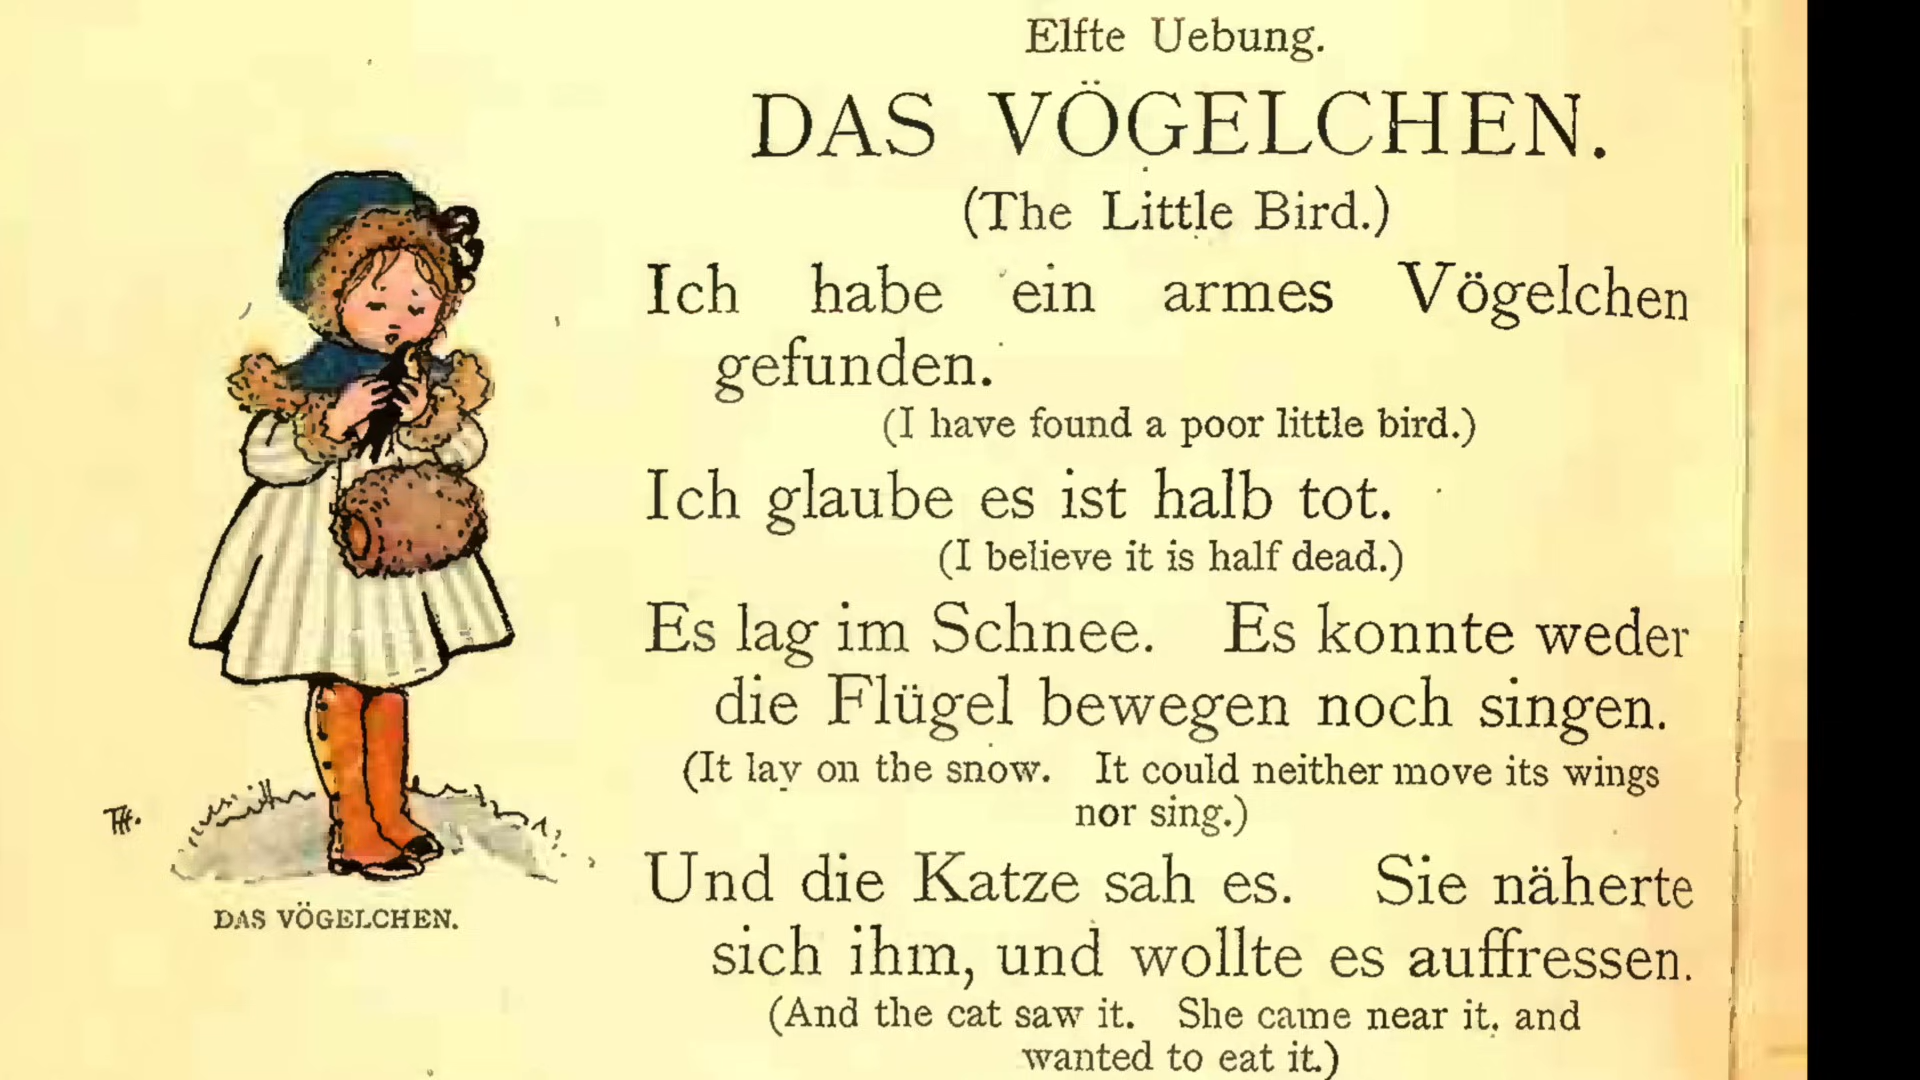 Elfte Uebung.
DAS VÖGELCHEN.
(The Little Bird.)
Ich habe ein armes Vögelchen
gefunden.
(I have found a poor little bird.)
Ich glaube es ist halb tot.
(I believe it is half dead.)
Es lag im Schnee. Es konnte weder
die Flügel bewegen noch singen.
(It lay on the snow. It could neither move its wings
nor sing.)
Und die Katze sah es. Sie näherte
sich ihm, und wollte es auffressen.
(And the cat saw it. She came near it, and
wanted to eat it.)
TH.
DAS VÖGELCHEN.